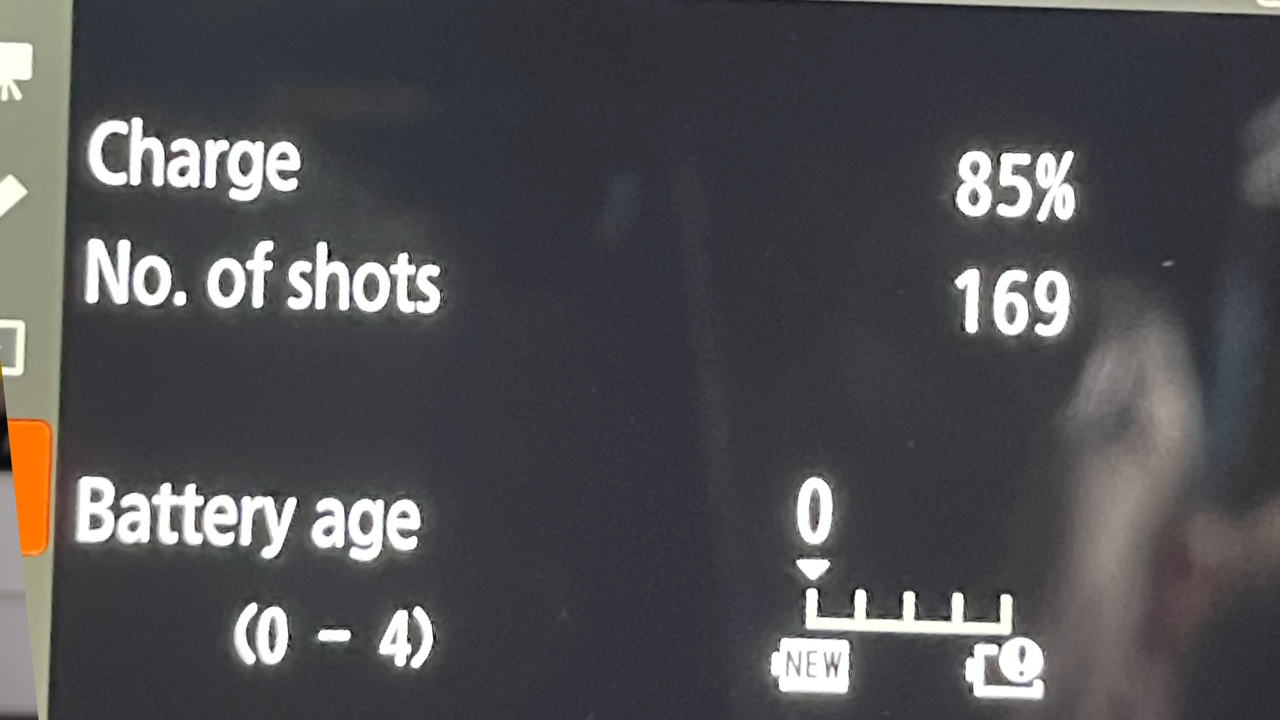 Charge 85%
No. of shots 169
Battery age 0
(0 – 4)
NEW